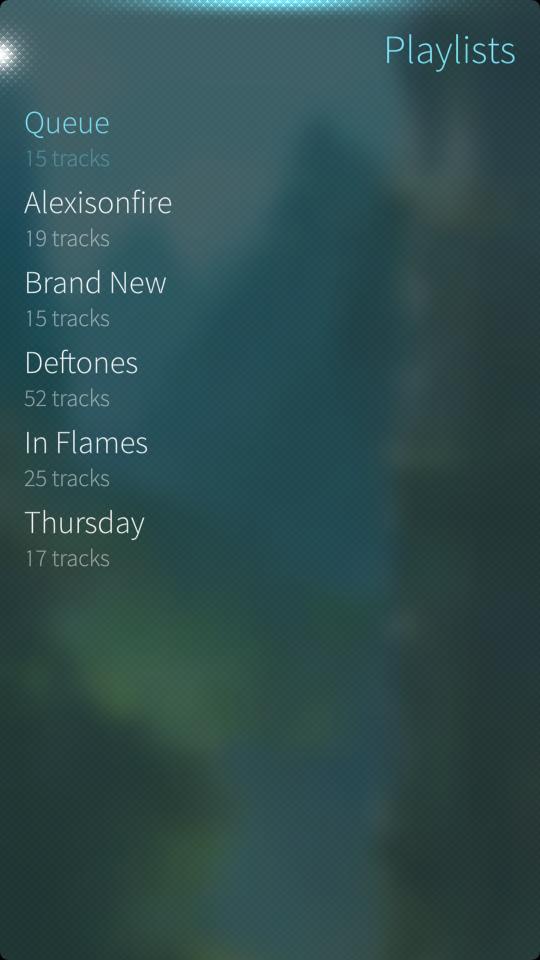 Playlists
Queue
15 tracks
Alexisonfire
19 tracks
Brand New
15 tracks
Deftones
52 tracks
In Flames
25 tracks
Thursday
17 tracks